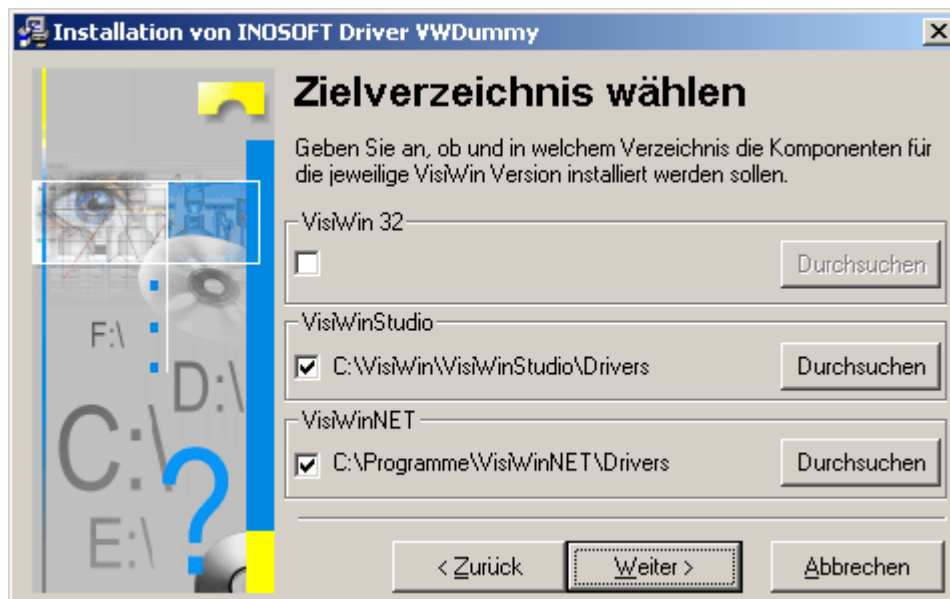 Installation von INOSOFT Driver VWDummy
Zielverzeichnis wählen
Geben Sie an, ob und in welchem Verzeichnis die Komponenten für
die jeweilige VisiWin Version installiert werden sollen.
VisiWin 32
Durchsuchen
VisiWinStudio
C:\VisiWin\VisiWinStudio\Drivers
Durchsuchen
VisiWinNET
C:\Programme\VisiWinNET\Drivers
Durchsuchen
F:\
D:\
C:\
E:\
?
< Zurück
Weiter >
Abbrechen